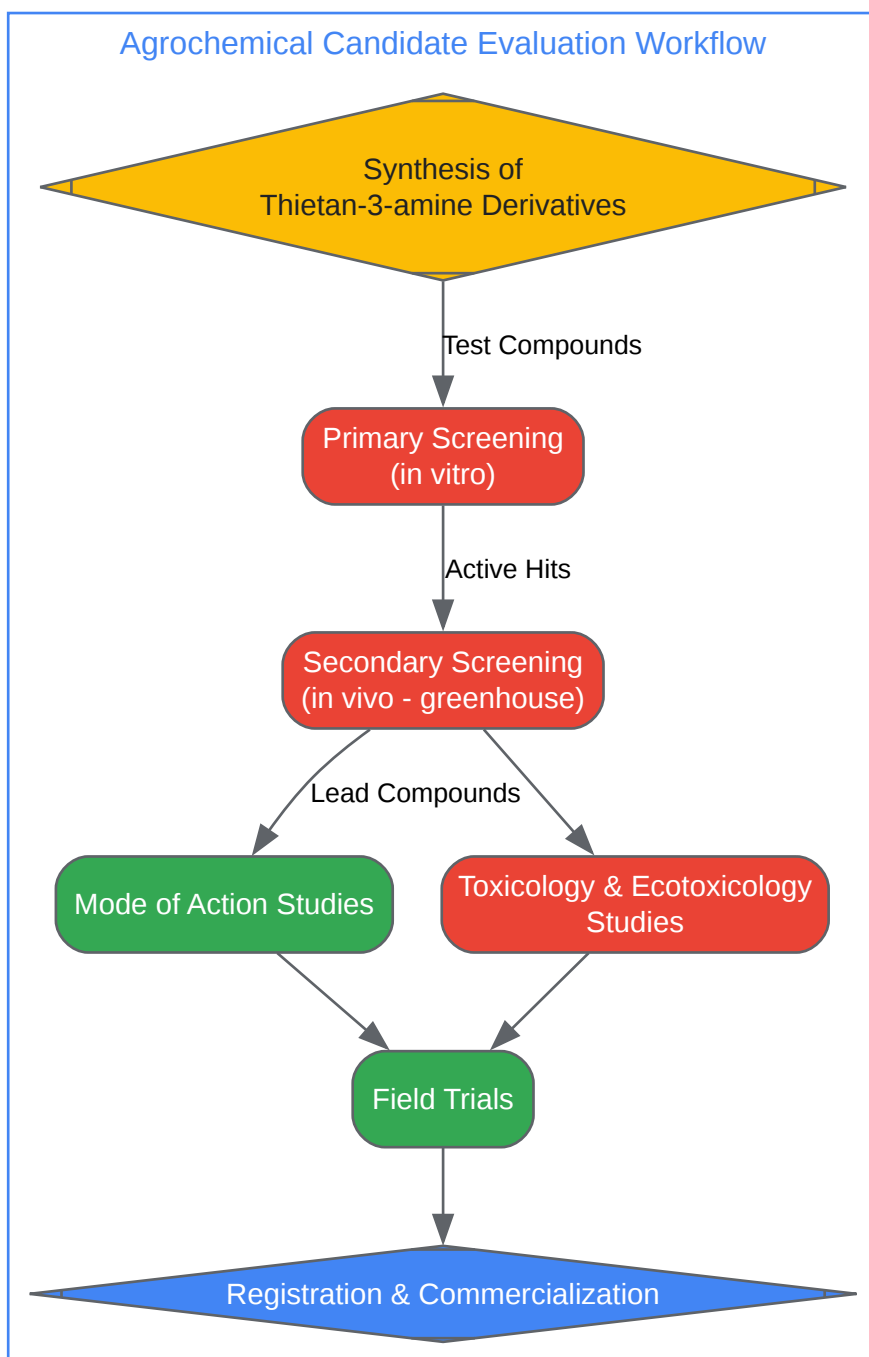 Agrochemical Candidate Evaluation Workflow
Synthesis of
Thietan-3-amine Derivatives
Test Compounds
Primary Screening
(in vitro)
Active Hits
Secondary Screening
(in vivo - greenhouse)
Lead Compounds
Mode of Action Studies
Toxicology & Ecotoxicology
Studies
Field Trials
Registration & Commercialization